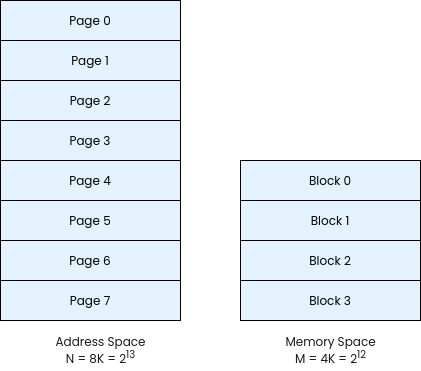 Page 0
Page 1
Page 2
Page 3
Page 4
Page 5
Page 6
Page 7
Address Space
N = 8K = 2¹³
Block 0
Block 1
Block 2
Block 3
Memory Space
M = 4K = 2¹²